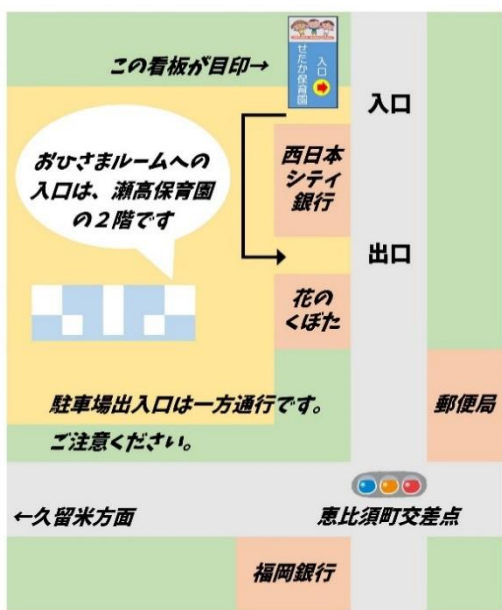 この看板が目印→
入口
せたか保育園
入口
西日本
シティ
銀行
おひさまルームへの
入口は、瀬高保育園
の2階です
出口
花の
くぼた
駐車場出入口は一方通行です。
ご注意ください。
郵便局
←久留米方面
恵比須町交差点
福岡銀行